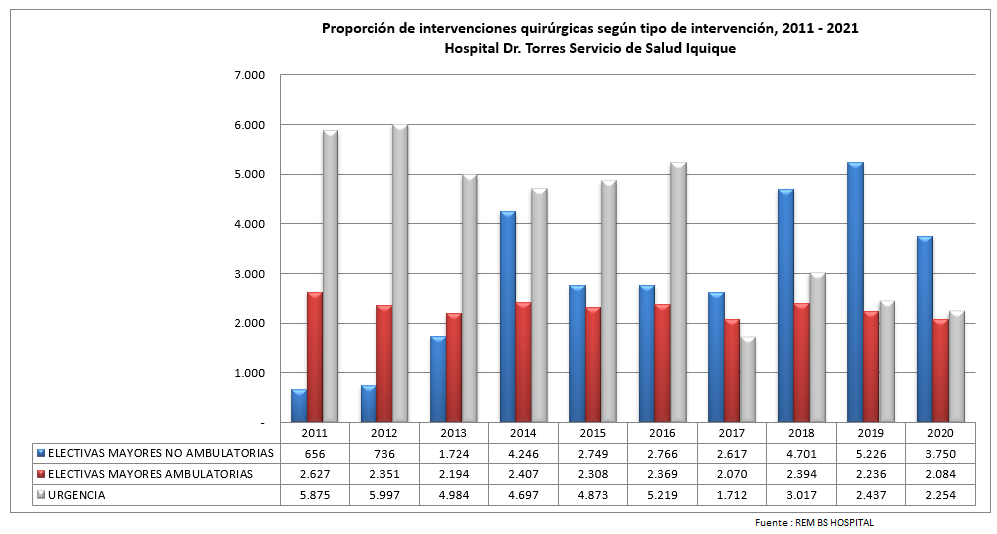 Proporción de intervenciones quirúrgicas según tipo de intervención, 2011 - 2021
Hospital Dr. Torres Servicio de Salud Iquique
7.000
6.000
5.000
4.000
3.000
2.000
1.000
-
2011 2012 2013 2014 2015 2016 2017 2018 2019 2020
ELECTIVAS MAYORES NO AMBULATORIAS 656 736 1.724 4.246 2.749 2.766 2.617 4.701 5.226 3.750
ELECTIVAS MAYORES AMBULATORIAS 2.627 2.351 2.194 2.407 2.308 2.369 2.070 2.394 2.236 2.084
URGENCIA 5.875 5.997 4.984 4.697 4.873 5.219 1.712 3.017 2.437 2.254
Fuente : REM BS HOSPITAL